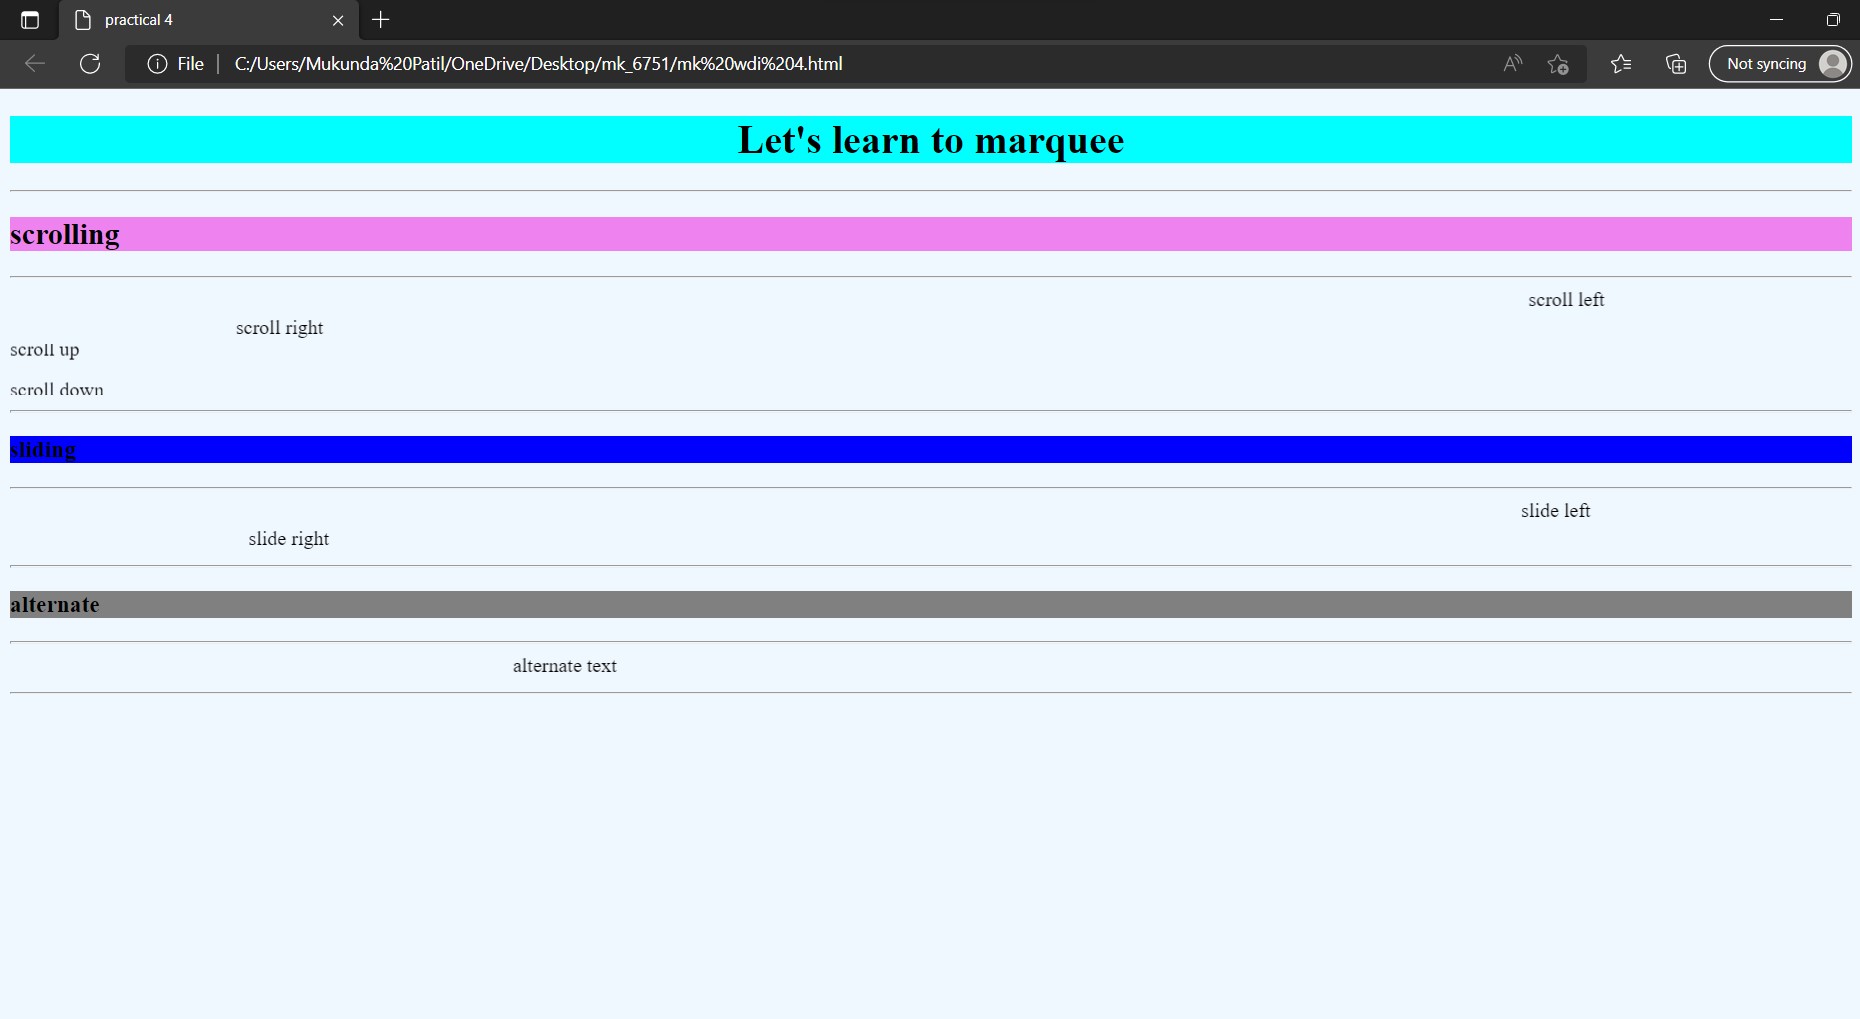 practical 4
File C:/Users/Mukunda%20Patil/OneDrive/Desktop/mk_6751/mk%20wdi%204.html A Not syncing
Let's learn to marquee
scrolling
scroll left
scroll right
scroll up
scroll down
sliding
slide left
slide right
alternate
alternate text